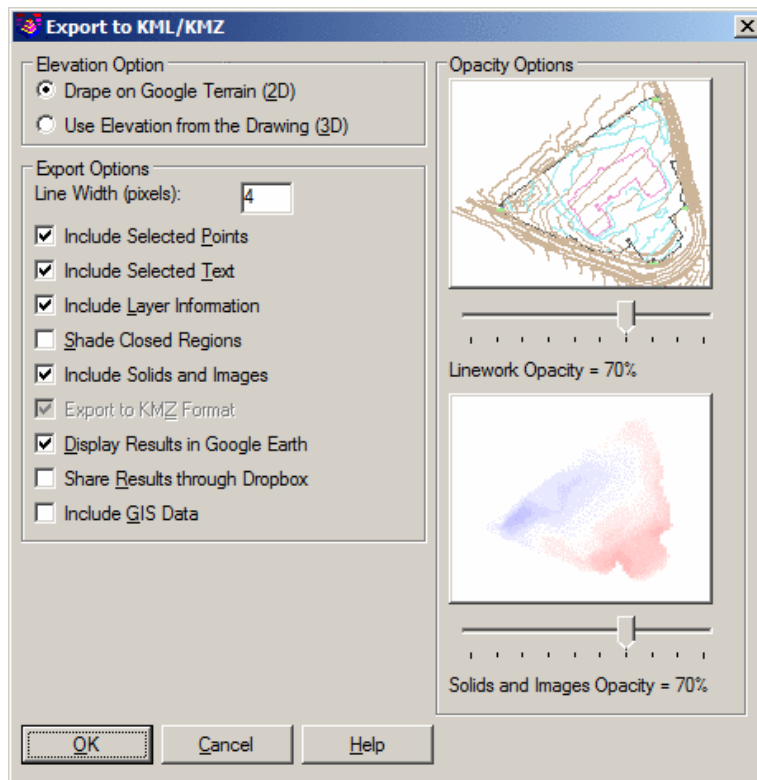 Export to KML/KMZ
Elevation Option
Drape on Google Terrain (2D)
Use Elevation from the Drawing (3D)
Export Options
Line Width (pixels): 4
Include Selected Points
Include Selected Text
Include Layer Information
Shade Closed Regions
Include Solids and Images
Export to KMZ Format
Display Results in Google Earth
Share Results through Dropbox
Include GIS Data
Opacity Options
Linework Opacity = 70%
Solids and Images Opacity = 70%
OK
Cancel
Help